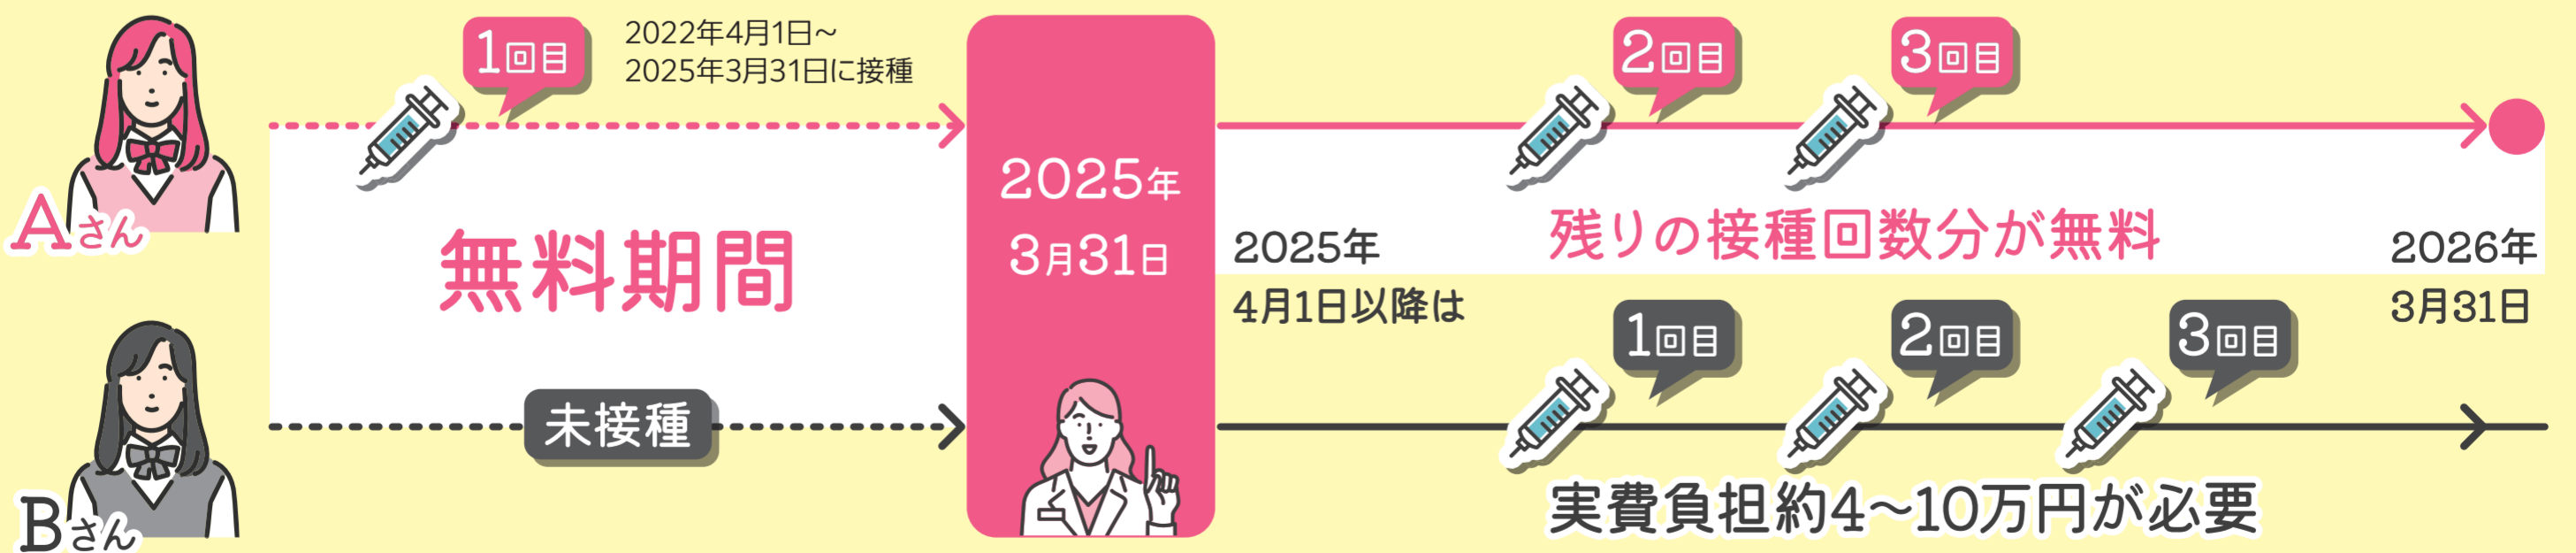 Aさん
1回目
2022年4月1日～
2025年3月31日に接種
無料期間
2025年
3月31日
2回目
3回目
残りの接種回数分が無料
2025年
4月1日以降は
2026年
3月31日
Bさん
未接種
1回目
2回目
3回目
実費負担約4～10万円が必要